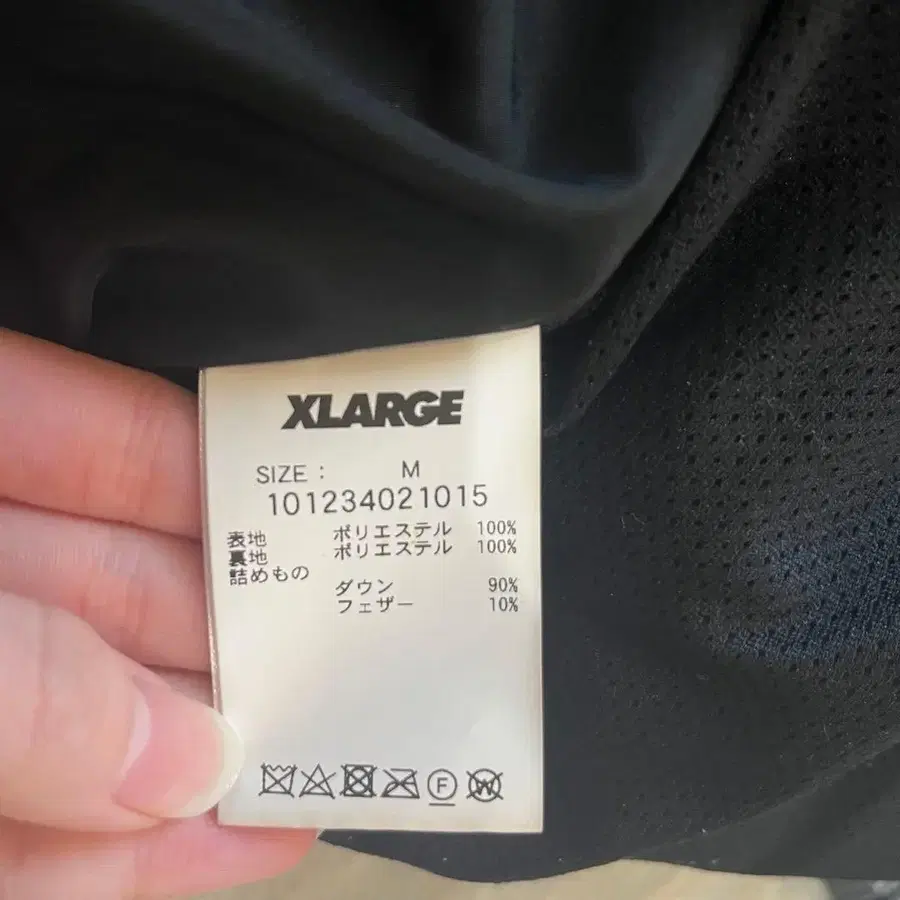 XLARGE
SIZE : M
101234021015
表地 ポリエステル 100%
裏地 ポリエステル 100%
詰めもの
ダウン 90%
フェザー 10%
F W